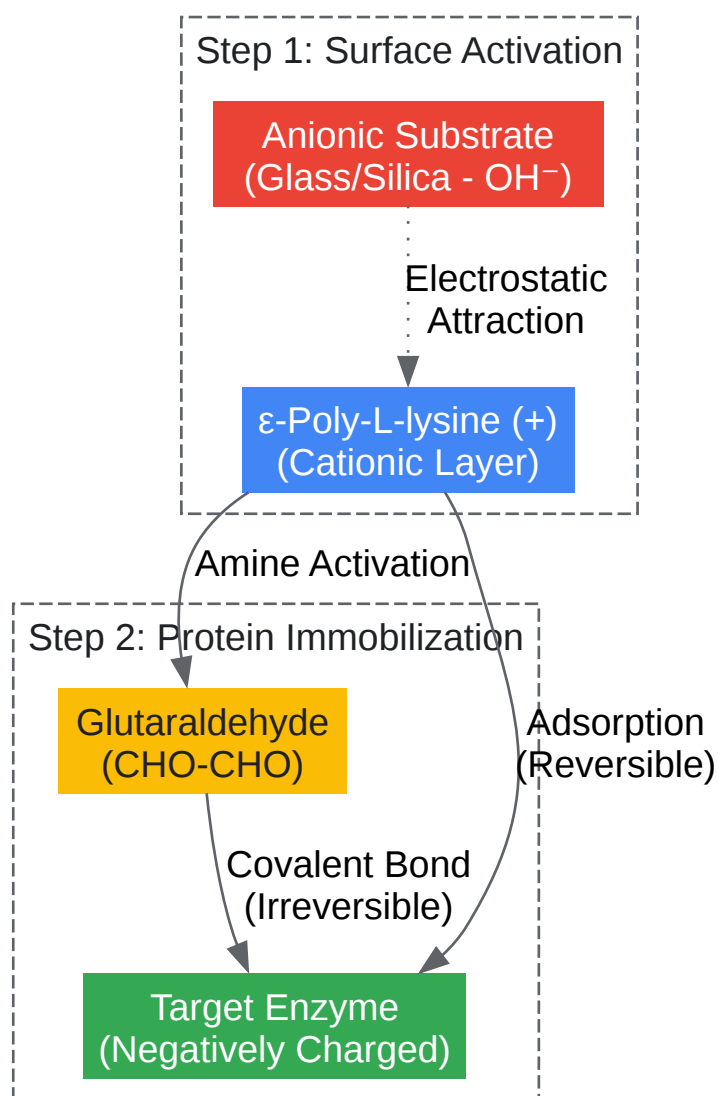 Step 1: Surface Activation
Anionic Substrate
(Glass/Silica - OH⁻)
Electrostatic
Attraction
ε-Poly-L-lysine (+)
(Cationic Layer)
Amine Activation
Step 2: Protein Immobilization
Glutaraldehyde
(CHO-CHO)
Adsorption
(Reversible)
Covalent Bond
(Irreversible)
Target Enzyme
(Negatively Charged)